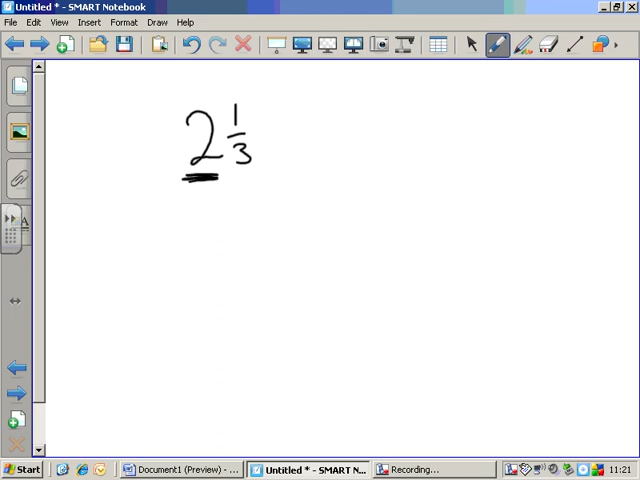 Untitled * - SMART Notebook
File Edit View Insert Format Draw Help
2 1/3
A
Start Document1 (Preview) - ... Untitled * - SMART N... Recording... 11:21